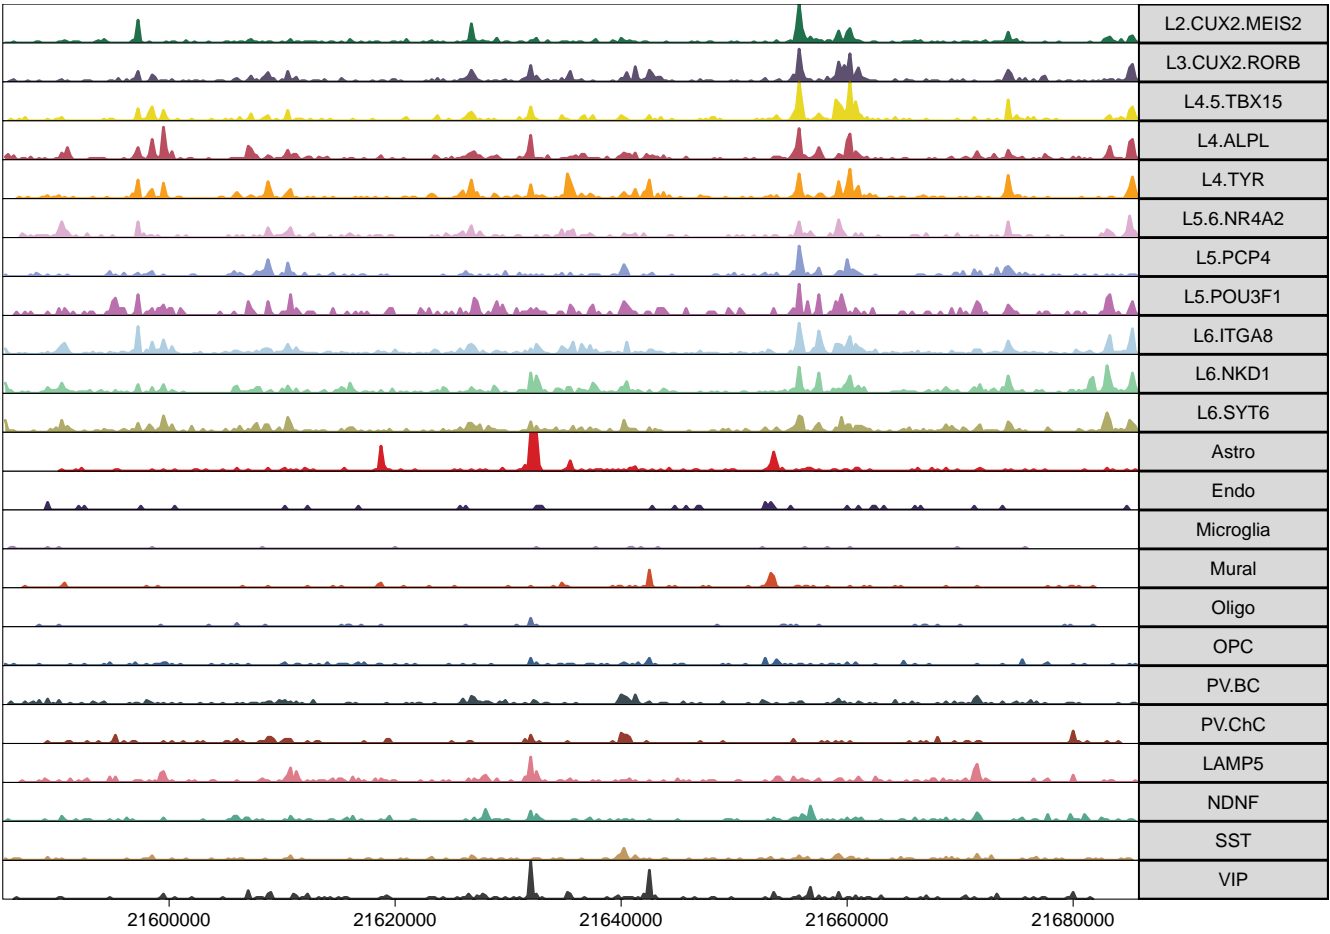 L2.CUX2.MEIS2
L3.CUX2.RORB
L4.5.TBX15
L4.ALPL
L4.TYR
L5.6.NR4A2
L5.PCP4
L5.POU3F1
L6.ITGA8
L6.NKD1
L6.SYT6
Astro
Endo
Microglia
Mural
Oligo
OPC
PV.BC
PV.ChC
LAMP5
NDNF
SST
VIP
21600000 21620000 21640000 21660000 21680000